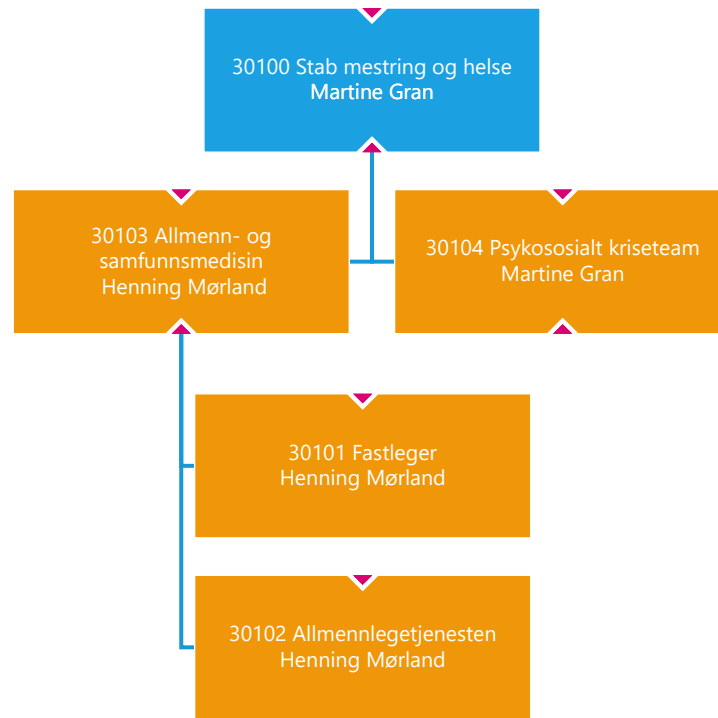 30100 Stab mestring og helse
Martine Gran
30103 Allmenn- og
samfunnsmedisin
Henning Mørland
30104 Psykososialt kriseteam
Martine Gran
30101 Fastleger
Henning Mørland
30102 Allmennlegetjenesten
Henning Mørland